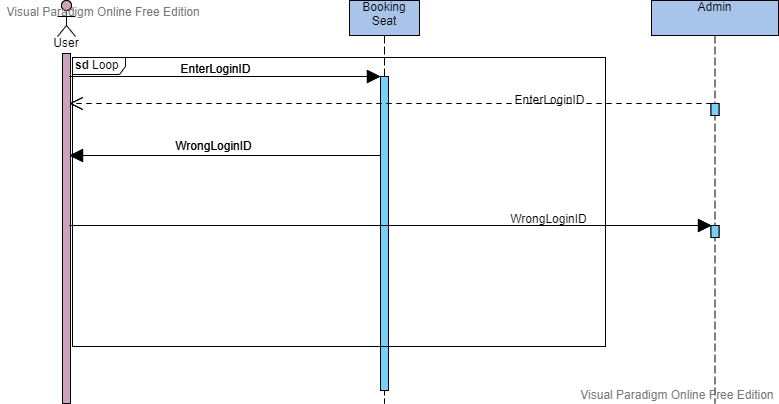 Visual Paradigm Online Free Edition
Booking
Seat
Admin
User
sd Loop
EnterLoginID
EnterLoginID
WrongLoginID
WrongLoginID
Visual Paradigm Online Free Edition